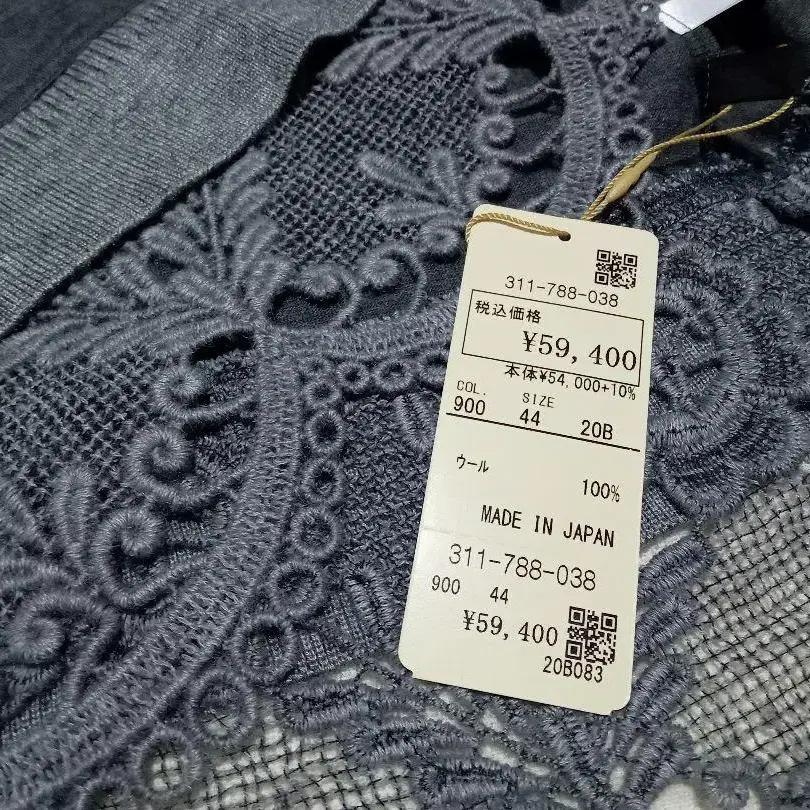 311-788-038
税込価格
¥59,400
本体¥54,000+10%
COL. SIZE
900 44 20B
ウール
100%
MADE IN JAPAN
311-788-038
900 44
¥59,400
20B083